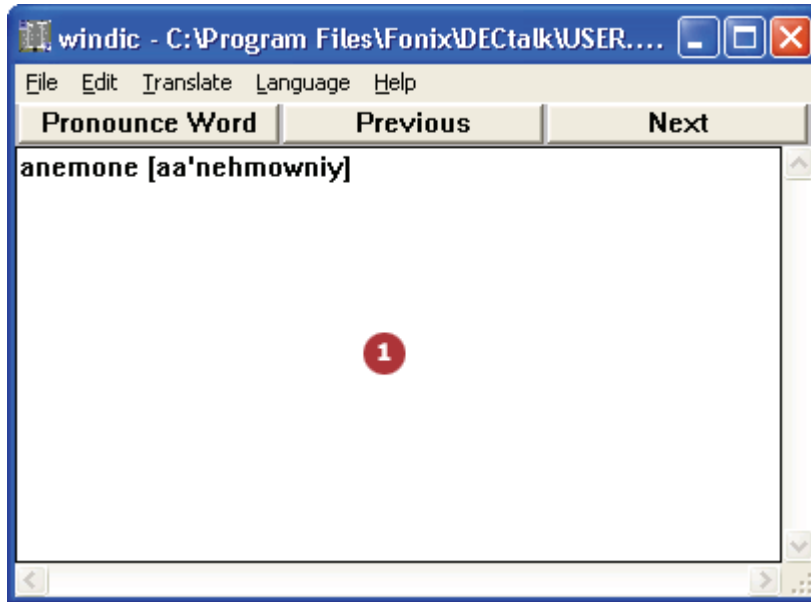 windic - C:\Program Files\Fonix\DECtalk\USER....
File Edit Translate Language Help
Pronounce Word Previous Next
anemone [aa'nehmowniy]
1